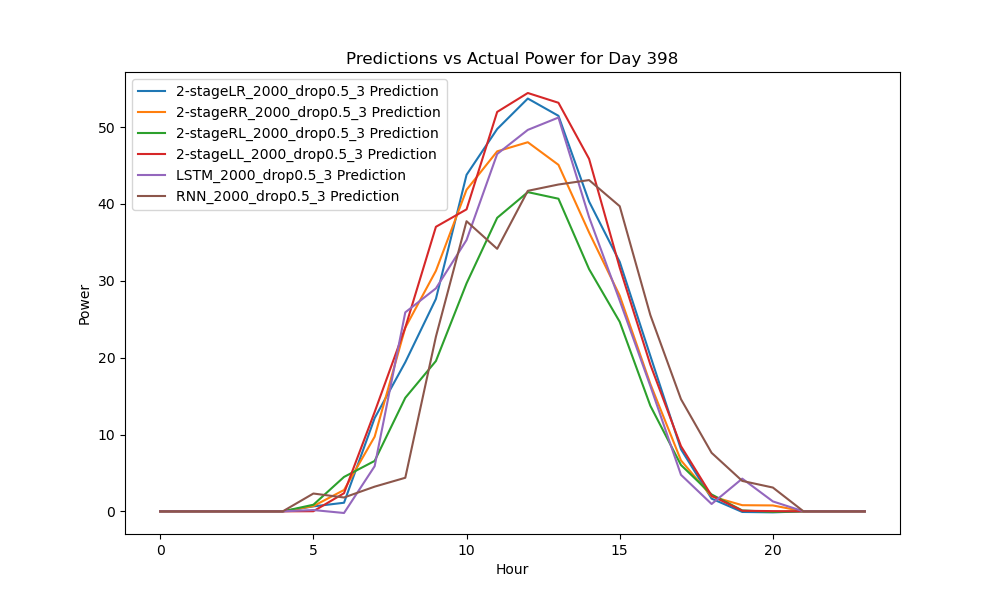 Predictions vs Actual Power for Day 398
2-stageLR_2000_drop0.5_3 Prediction
2-stageRR_2000_drop0.5_3 Prediction
2-stageRL_2000_drop0.5_3 Prediction
2-stageLL_2000_drop0.5_3 Prediction
LSTM_2000_drop0.5_3 Prediction
RNN_2000_drop0.5_3 Prediction
50
40
30
20
10
0
Power
0 5 10 15 20
Hour